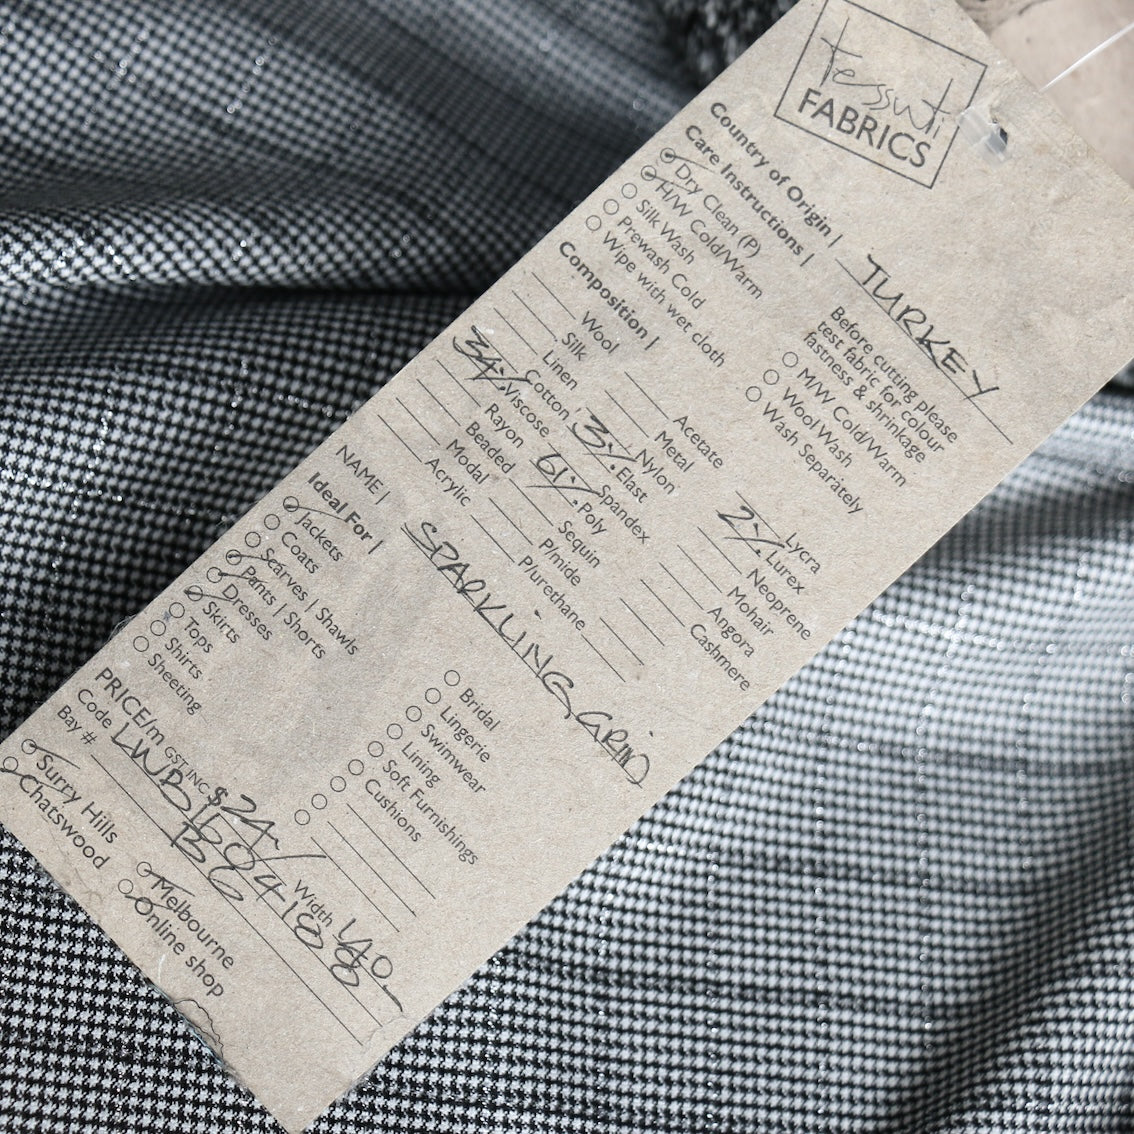 tessuti
FABRICS
Country of Origin | TURKEY
Care Instructions |
Dry Clean (P)
H/W Cold/Warm
Silk Wash
Prewash Cold
Wipe with wet cloth
Before cutting please
test fabric for colour
fastness & shrinkage
M/W Cold/Warm
Wool Wash
Wash Separately
Composition |
Wool
Silk
Linen
Cotton
34% Viscose
Rayon
Beaded
Modal
Acrylic
Acetate
Metal
Nylon
3% Elast
Spandex
61% Poly
Sequin
P/mide
P/urethane
Lycra
2% Lurex
Neoprene
Mohair
Angora
Cashmere
NAME | SPARKLING GRID
Ideal For |
Jackets
Coats
Scarves | Shawls
Pants | Shorts
Dresses
Skirts
Tops
Shirts
Sheeting
Bridal
Lingerie
Swimwear
Lining
Soft Furnishings
Cushions
PRICE/m GST INC $24- Width 140
Code
Bay # B6
Surry Hills
Chatswood
Melbourne
Online shop